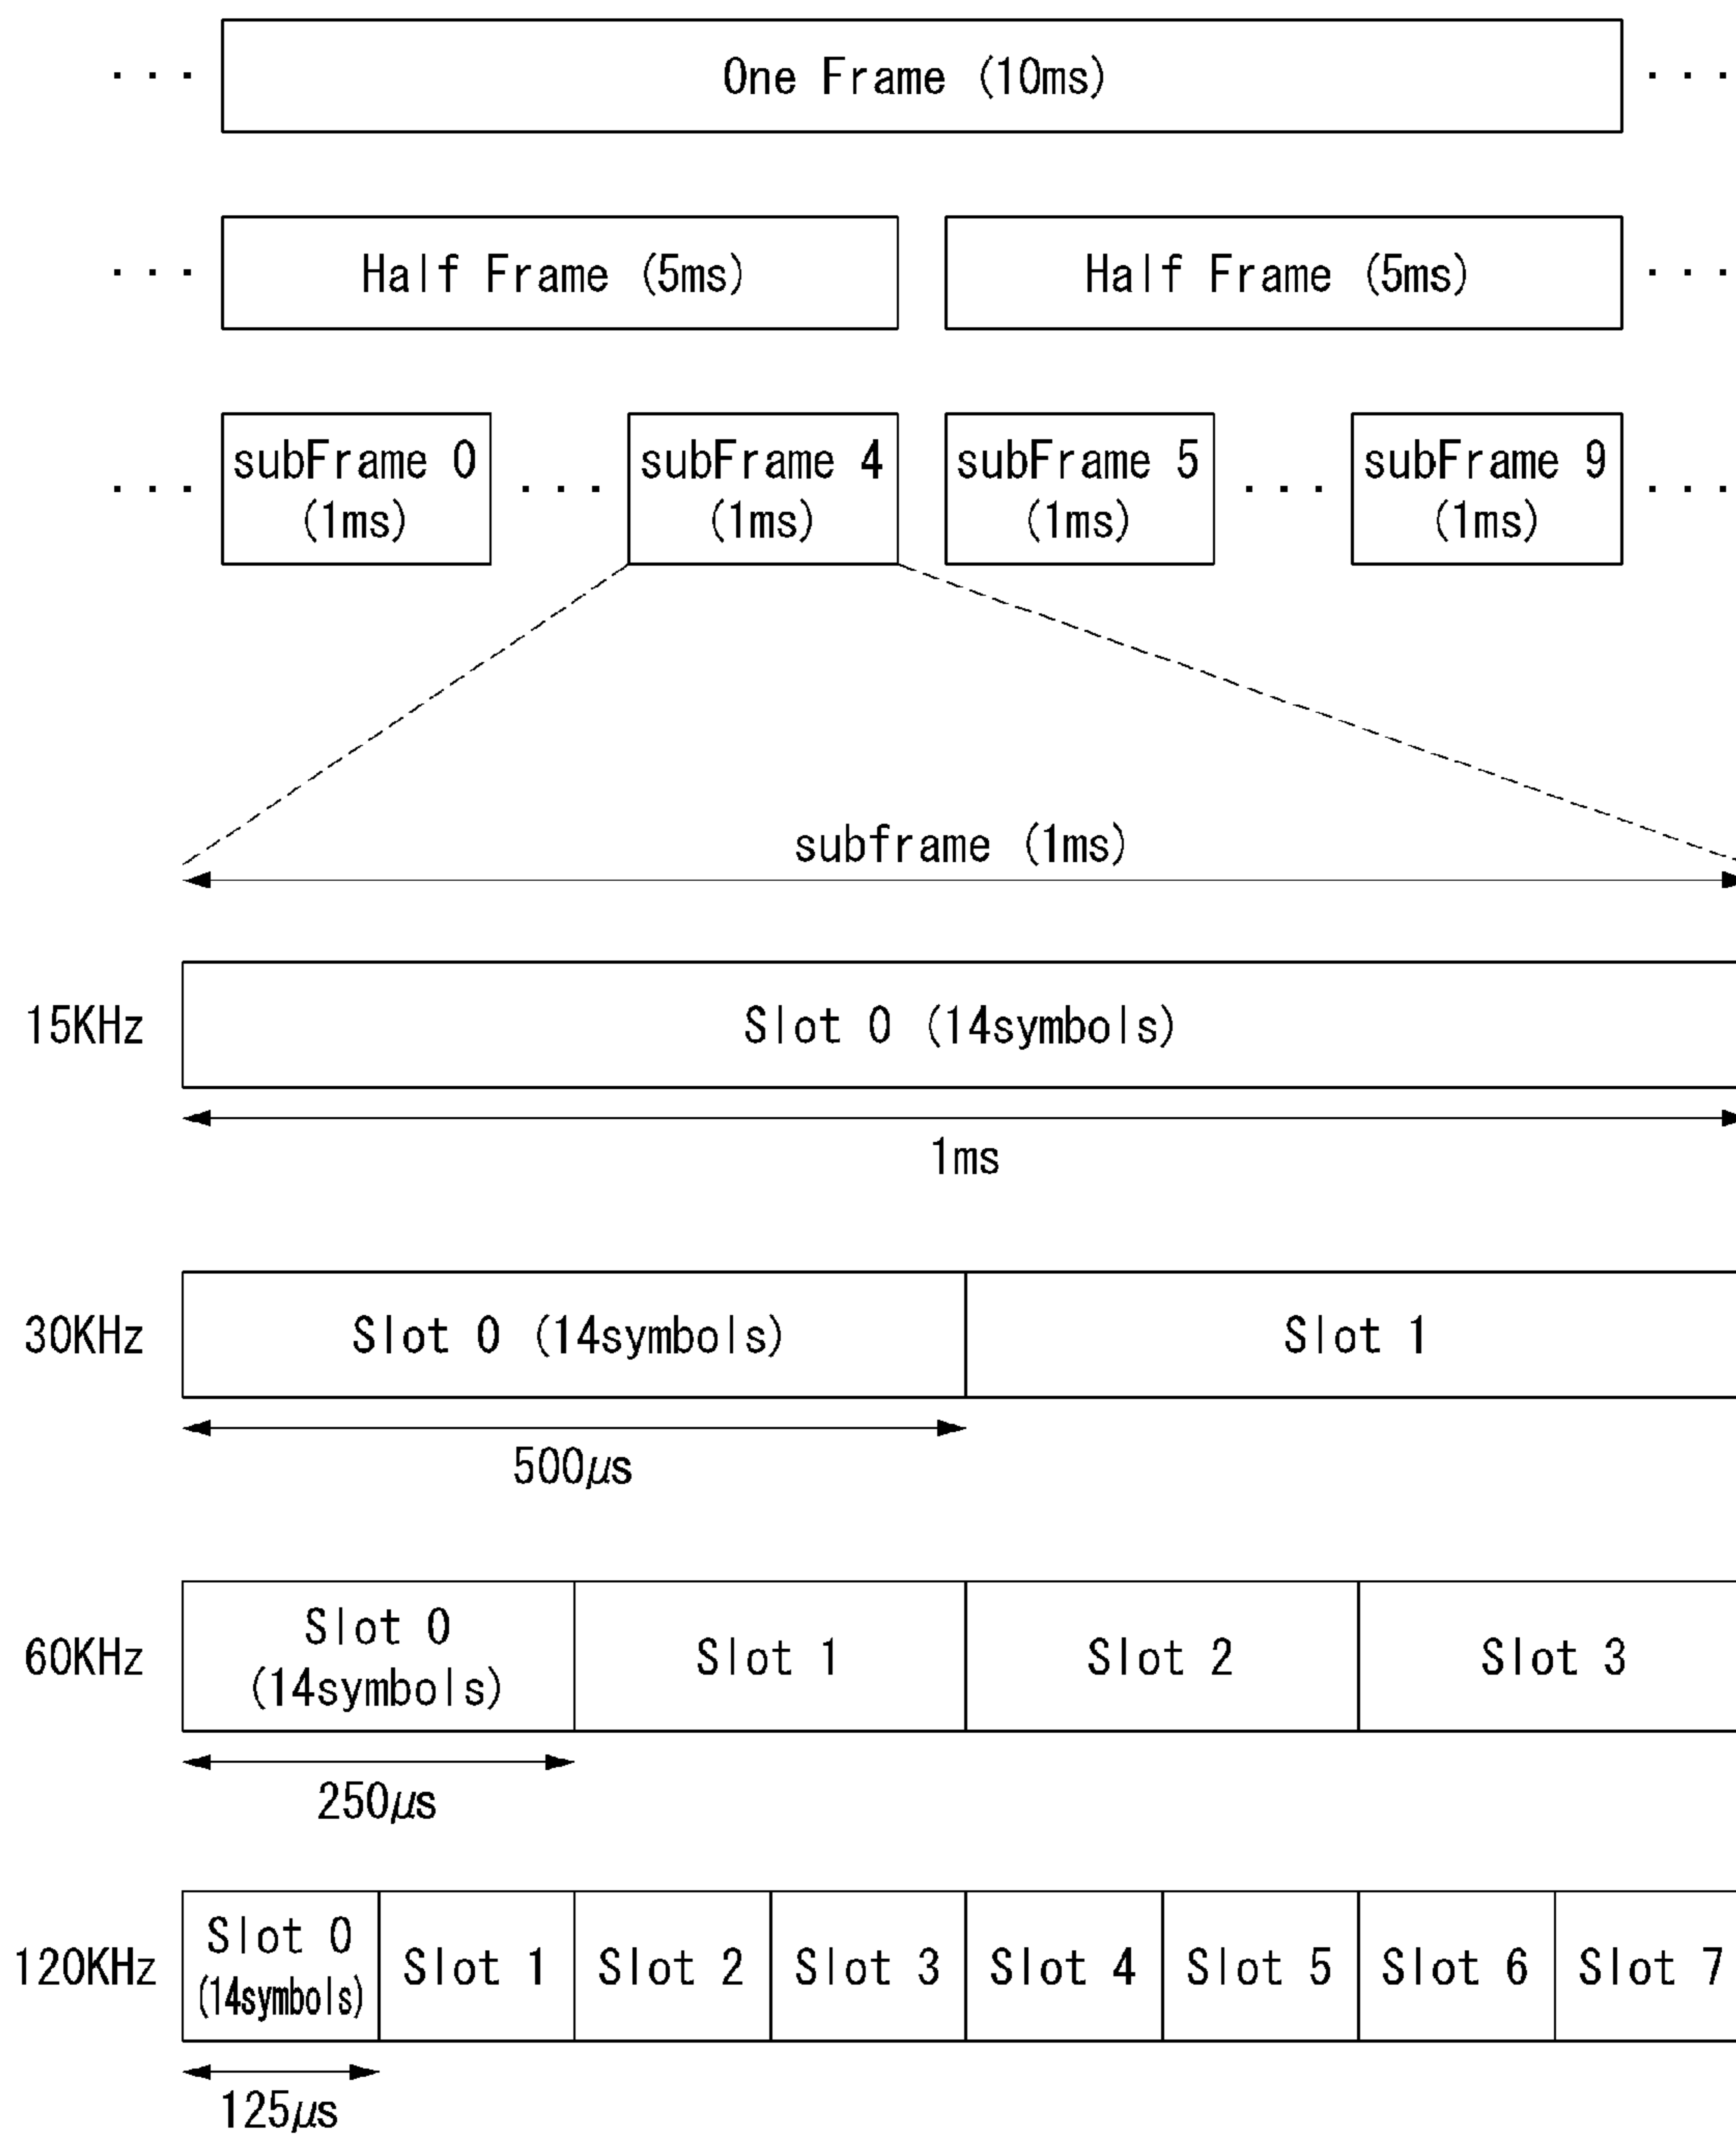 ... One Frame (10ms) ...
... Half Frame (5ms) Half Frame (5ms) ...
... subFrame 0 ... subFrame 4 subFrame 5 ... subFrame 9 ...
(1ms) (1ms) (1ms) (1ms)
subframe (1ms)
15KHz Slot 0 (14symbols)
1ms
30KHz Slot 0 (14symbols) Slot 1
500μs
60KHz Slot 0 (14symbols) Slot 1 Slot 2 Slot 3
250μs
120KHz Slot 0 (14symbols) Slot 1 Slot 2 Slot 3 Slot 4 Slot 5 Slot 6 Slot 7
125μs